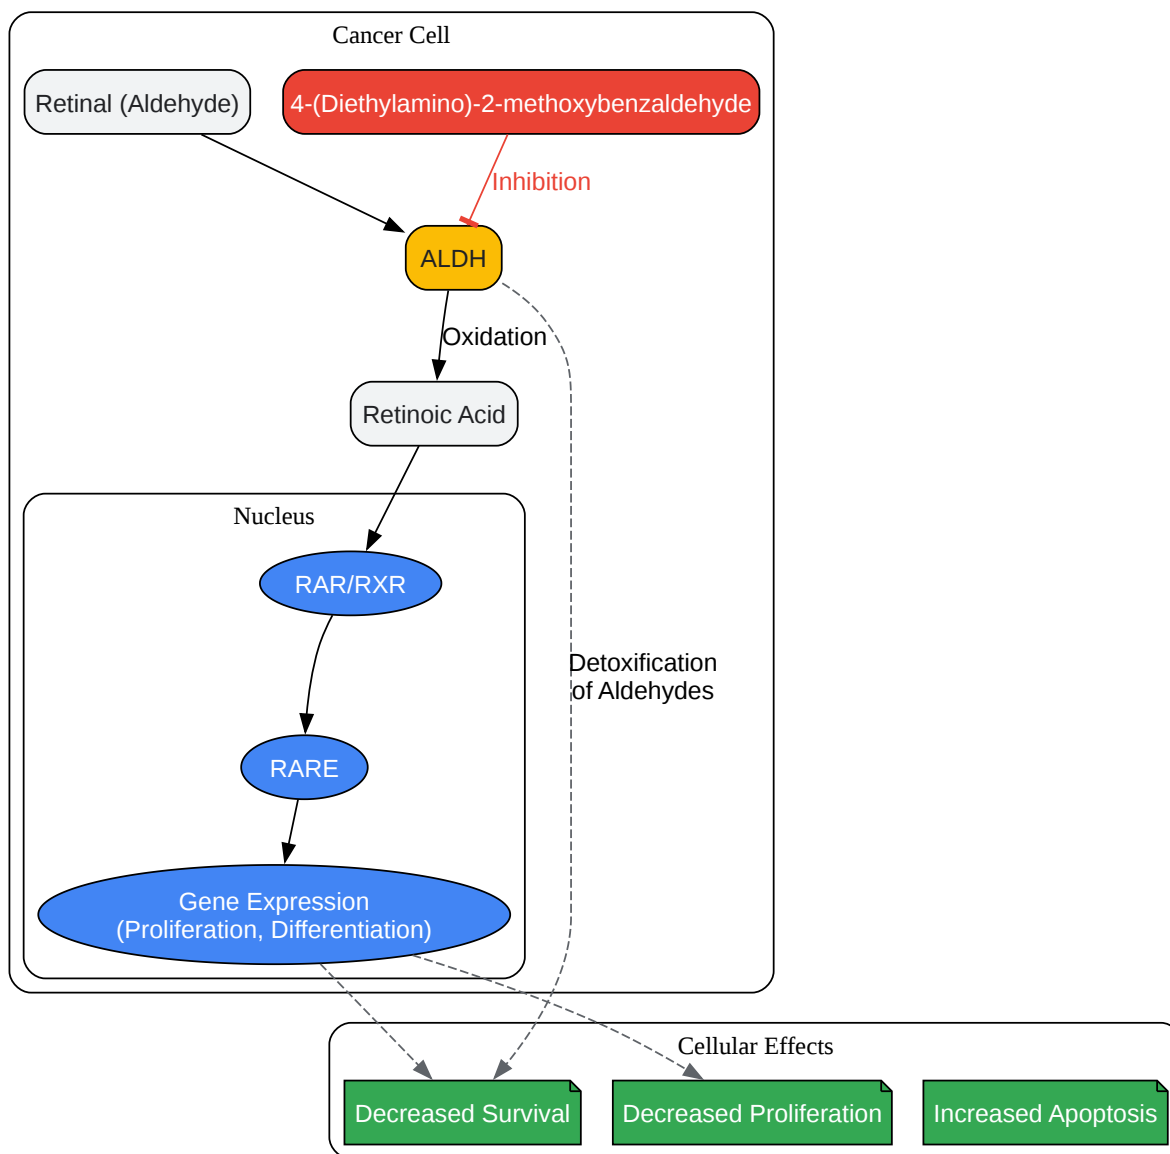 Cancer Cell
Retinal (Aldehyde)
4-(Diethylamino)-2-methoxybenzaldehyde
Inhibition
ALDH
Oxidation
Retinoic Acid
Nucleus
RAR/RXR
Detoxification
of Aldehydes
RARE
Gene Expression
(Proliferation, Differentiation)
Cellular Effects
Decreased Survival
Decreased Proliferation
Increased Apoptosis